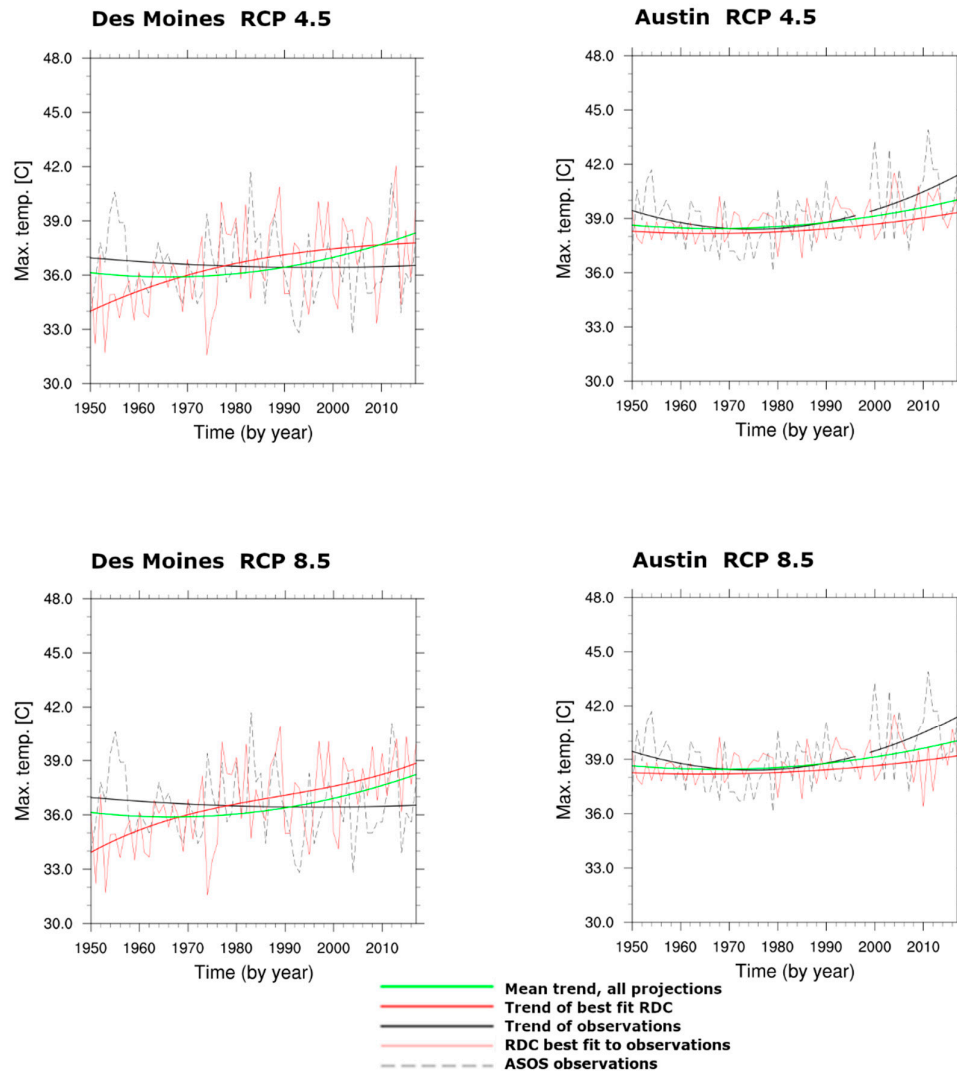 Des Moines RCP 4.5
Austin RCP 4.5
48.0
45.0
42.0
39.0
36.0
33.0
30.0
Max. temp. [C]
1950 1960 1970 1980 1990 2000 2010
Time (by year)
48.0
45.0
42.0
39.0
36.0
33.0
30.0
Max. temp. [C]
1950 1960 1970 1980 1990 2000 2010
Time (by year)
Des Moines RCP 8.5
Austin RCP 8.5
48.0
45.0
42.0
39.0
36.0
33.0
30.0
Max. temp. [C]
1950 1960 1970 1980 1990 2000 2010
Time (by year)
48.0
45.0
42.0
39.0
36.0
33.0
30.0
Max. temp. [C]
1950 1960 1970 1980 1990 2000 2010
Time (by year)
Mean trend, all projections
Trend of best fit RDC
Trend of observations
RDC best fit to observations
ASOS observations